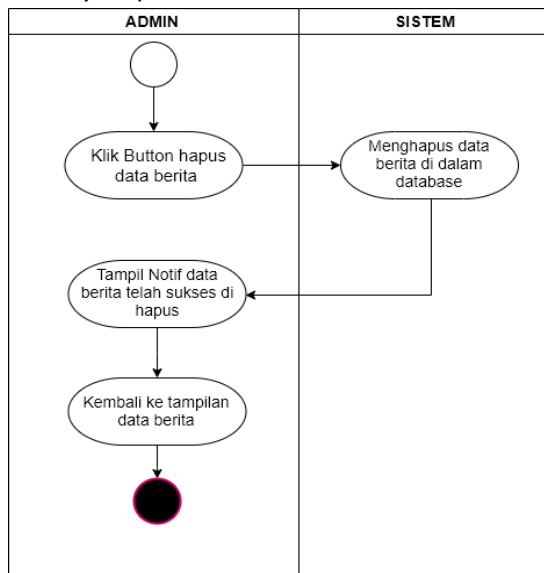 ADMIN
SISTEM
Klik Button hapus
data berita
Menghapus data
berita di dalam
database
Tampil Notif data
berita telah sukses di
hapus
Kembali ke tampilan
data berita